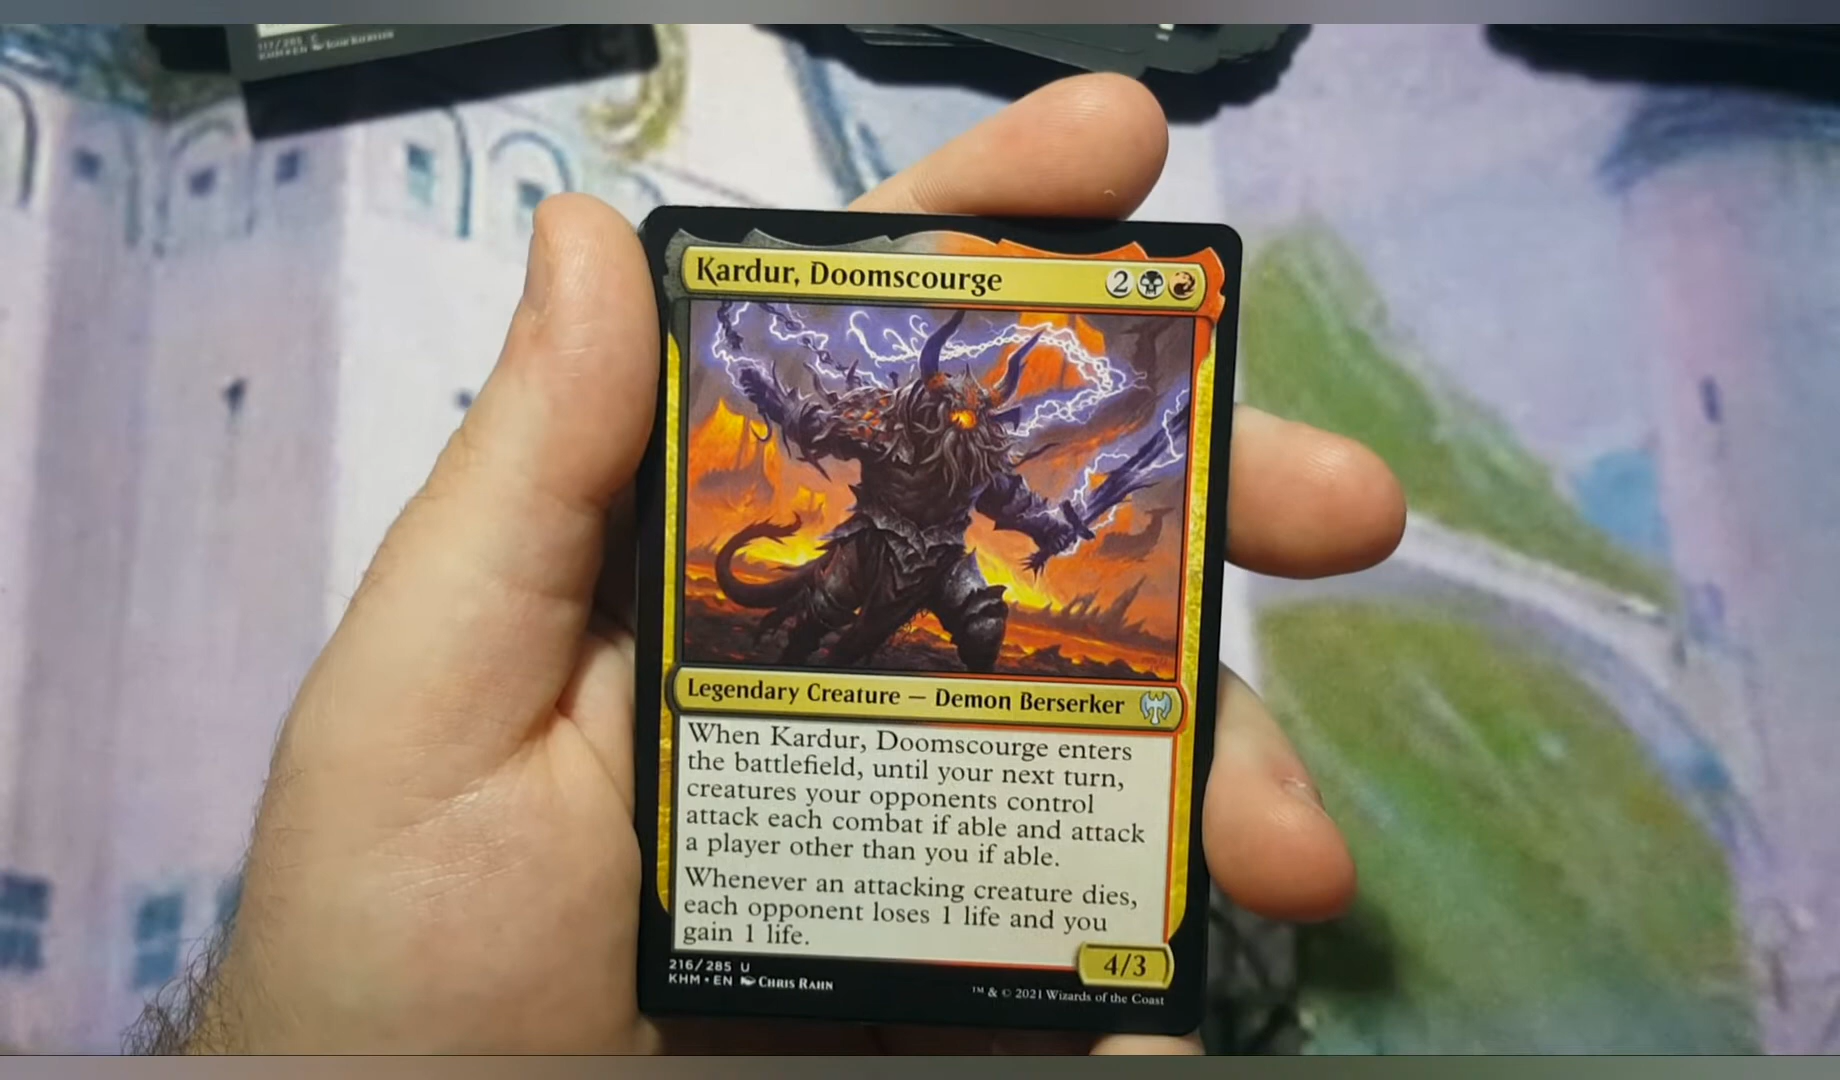 117/285 C
Kardur, Doomscourge 2
Legendary Creature — Demon Berserker
When Kardur, Doomscourge enters
the battlefield, until your next turn,
creatures your opponents control
attack each combat if able and attack
a player other than you if able.
Whenever an attacking creature dies,
each opponent loses 1 life and you
gain 1 life.
4/3
216/285 U
KHM • EN Chris Rahn
™ & © 2021 Wizards of the Coast